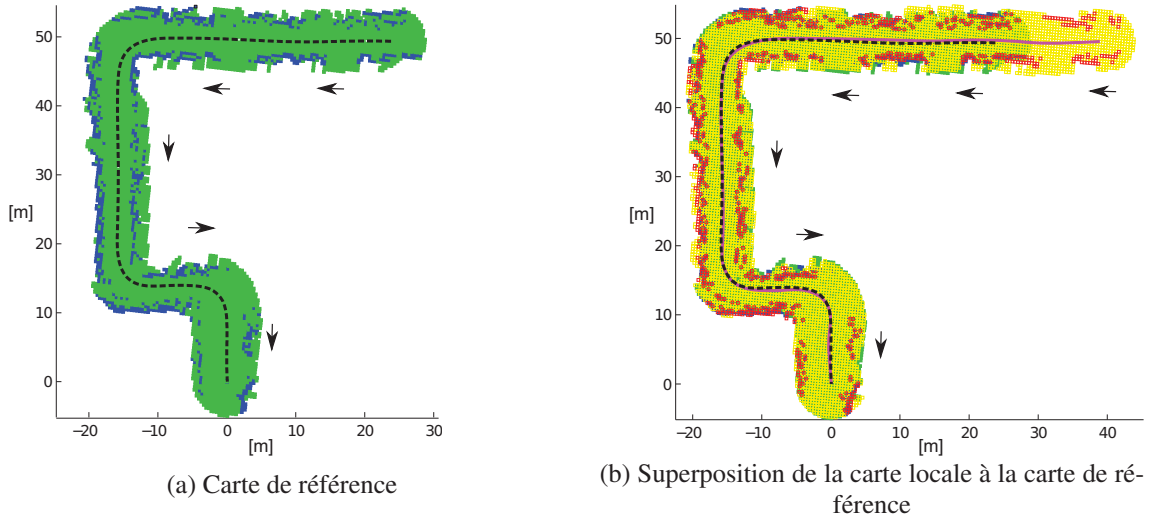 50
40
30
[m]
20
10
0
−20 −10 0 10 20 30
[m]
(a) Carte de référence
50
40
30
[m]
20
10
0
−20 −10 0 10 20 30 40
[m]
(b) Superposition de la carte locale à la carte de ré-
férence